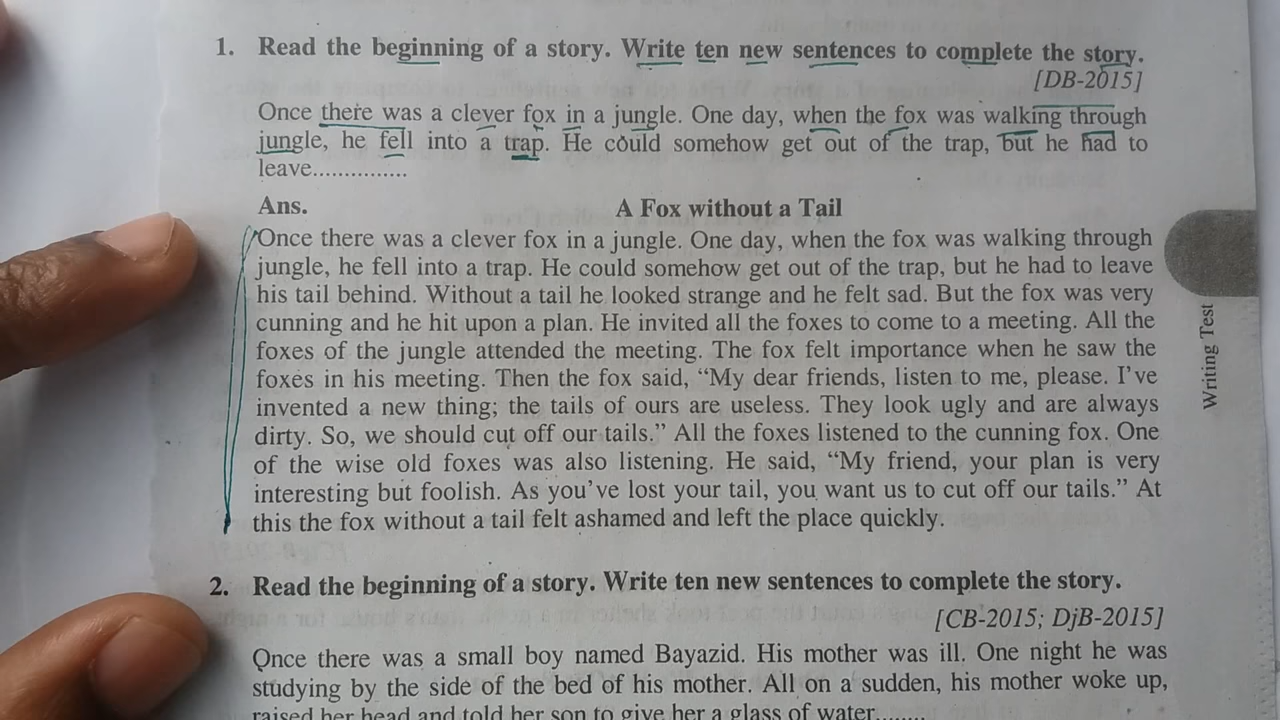 1. Read the beginning of a story. Write ten new sentences to complete the story.
[DB-2015]
Once there was a clever fox in a jungle. One day, when the fox was walking through
jungle, he fell into a trap. He could somehow get out of the trap, but he had to
leave...............
Ans. A Fox without a Tail
Once there was a clever fox in a jungle. One day, when the fox was walking through
jungle, he fell into a trap. He could somehow get out of the trap, but he had to leave
his tail behind. Without a tail he looked strange and he felt sad. But the fox was very
cunning and he hit upon a plan. He invited all the foxes to come to a meeting. All the
foxes of the jungle attended the meeting. The fox felt importance when he saw the
foxes in his meeting. Then the fox said, “My dear friends, listen to me, please. I’ve
invented a new thing; the tails of ours are useless. They look ugly and are always
dirty. So, we should cut off our tails.” All the foxes listened to the cunning fox. One
of the wise old foxes was also listening. He said, “My friend, your plan is very
interesting but foolish. As you’ve lost your tail, you want us to cut off our tails.” At
this the fox without a tail felt ashamed and left the place quickly.
Writing Test
2. Read the beginning of a story. Write ten new sentences to complete the story.
[CB-2015; DjB-2015]
Once there was a small boy named Bayazid. His mother was ill. One night he was
studying by the side of the bed of his mother. All on a sudden, his mother woke up,
raised her head and told her son to give her a glass of water........